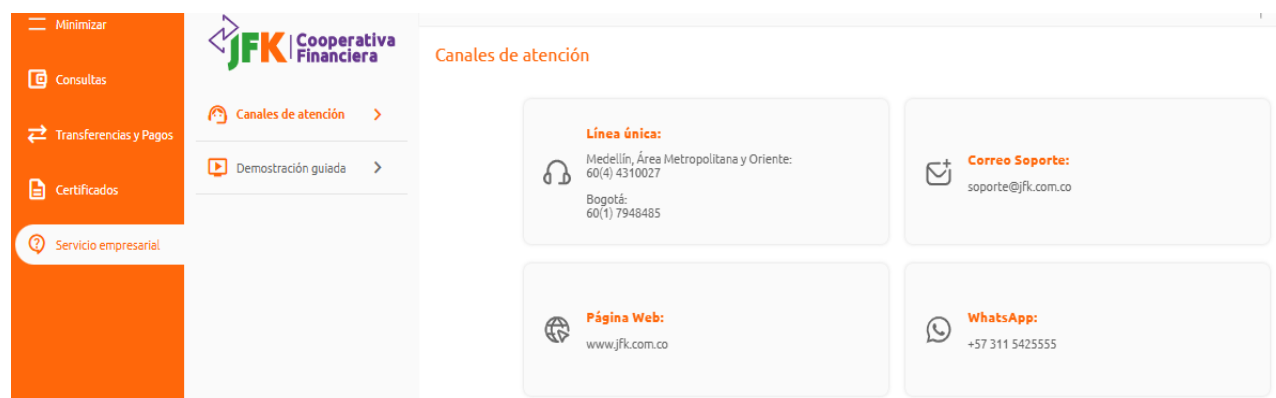 Minimizar
Consultas
Transferencias y Pagos
Certificados
Servicio empresarial
JFK Cooperativa
Financiera
Canales de atención
Demostración guiada
Canales de atención
Línea única:
Medellín, Área Metropolitana y Oriente:
60(4) 4310027
Bogotá:
60(1) 7948485
Correo Soporte:
soporte@jfk.com.co
Página Web:
www.jfk.com.co
WhatsApp:
+57 311 5425555